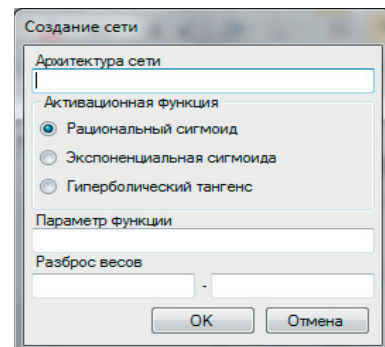 Создание сети
Архитектура сети
Активационная функция
Рациональный сигмоид
Экспоненциальная сигмоида
Гиперболический тангенс
Параметр функции
Разброс весов
-
OK Отмена